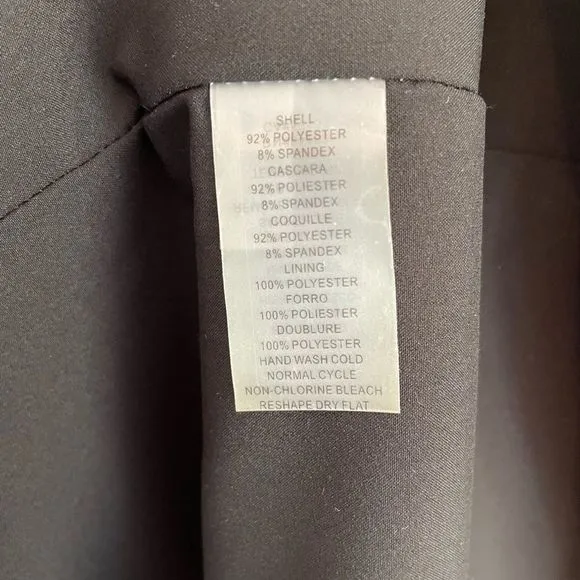 SHELL
92% POLYESTER
8% SPANDEX
CASCARA
92% POLIESTER
8% SPANDEX
COQUILLE
92% POLYESTER
8% SPANDEX
LINING
100% POLYESTER
FORRO
100% POLIESTER
DOUBLURE
100% POLYESTER
HAND WASH COLD
NORMAL CYCLE
NON-CHLORINE BLEACH
RESHAPE DRY FLAT